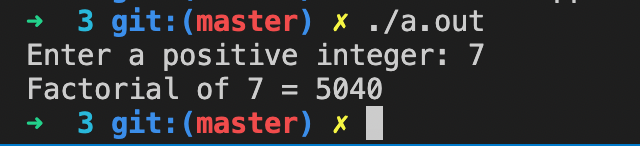 ➜  3 git:(master) ✗ ./a.out
Enter a positive integer: 7
Factorial of 7 = 5040
➜  3 git:(master) ✗